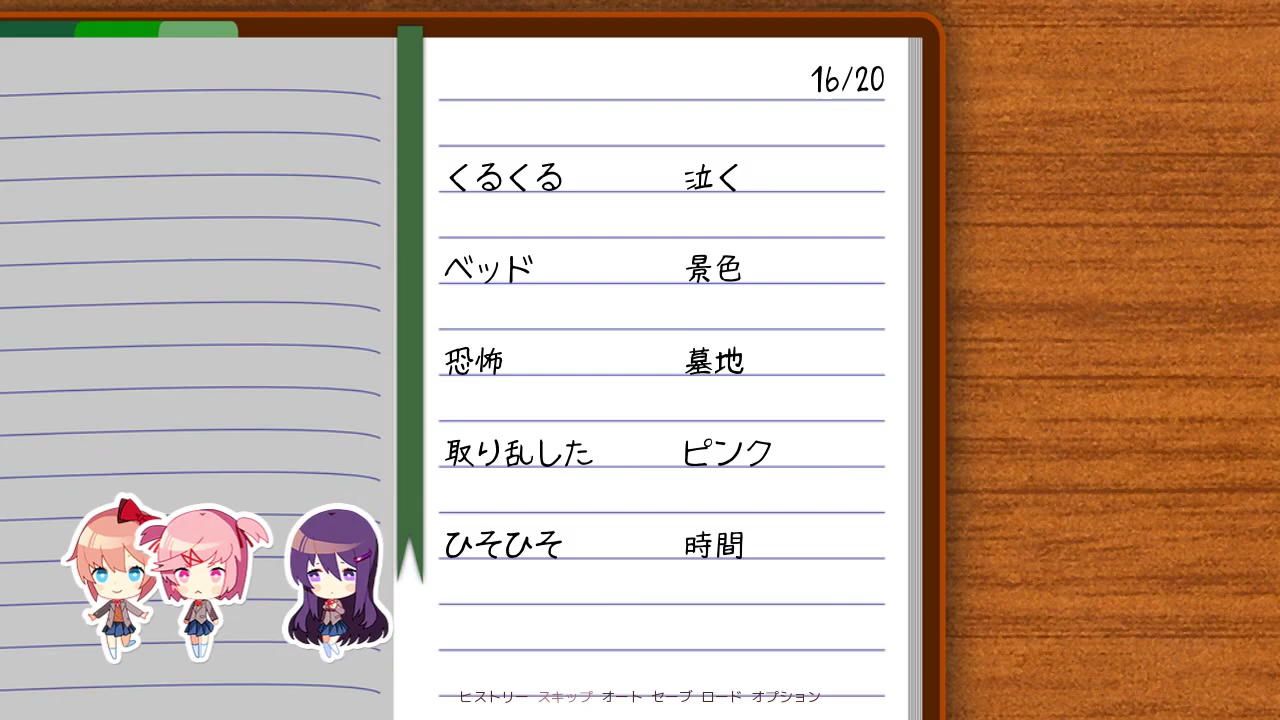 16/20
くるくる 泣く
ベッド 景色
恐怖 墓地
取り乱した ピンク
ひそひそ 時間
ヒストリー スキップ オート セーブ ロード オプション